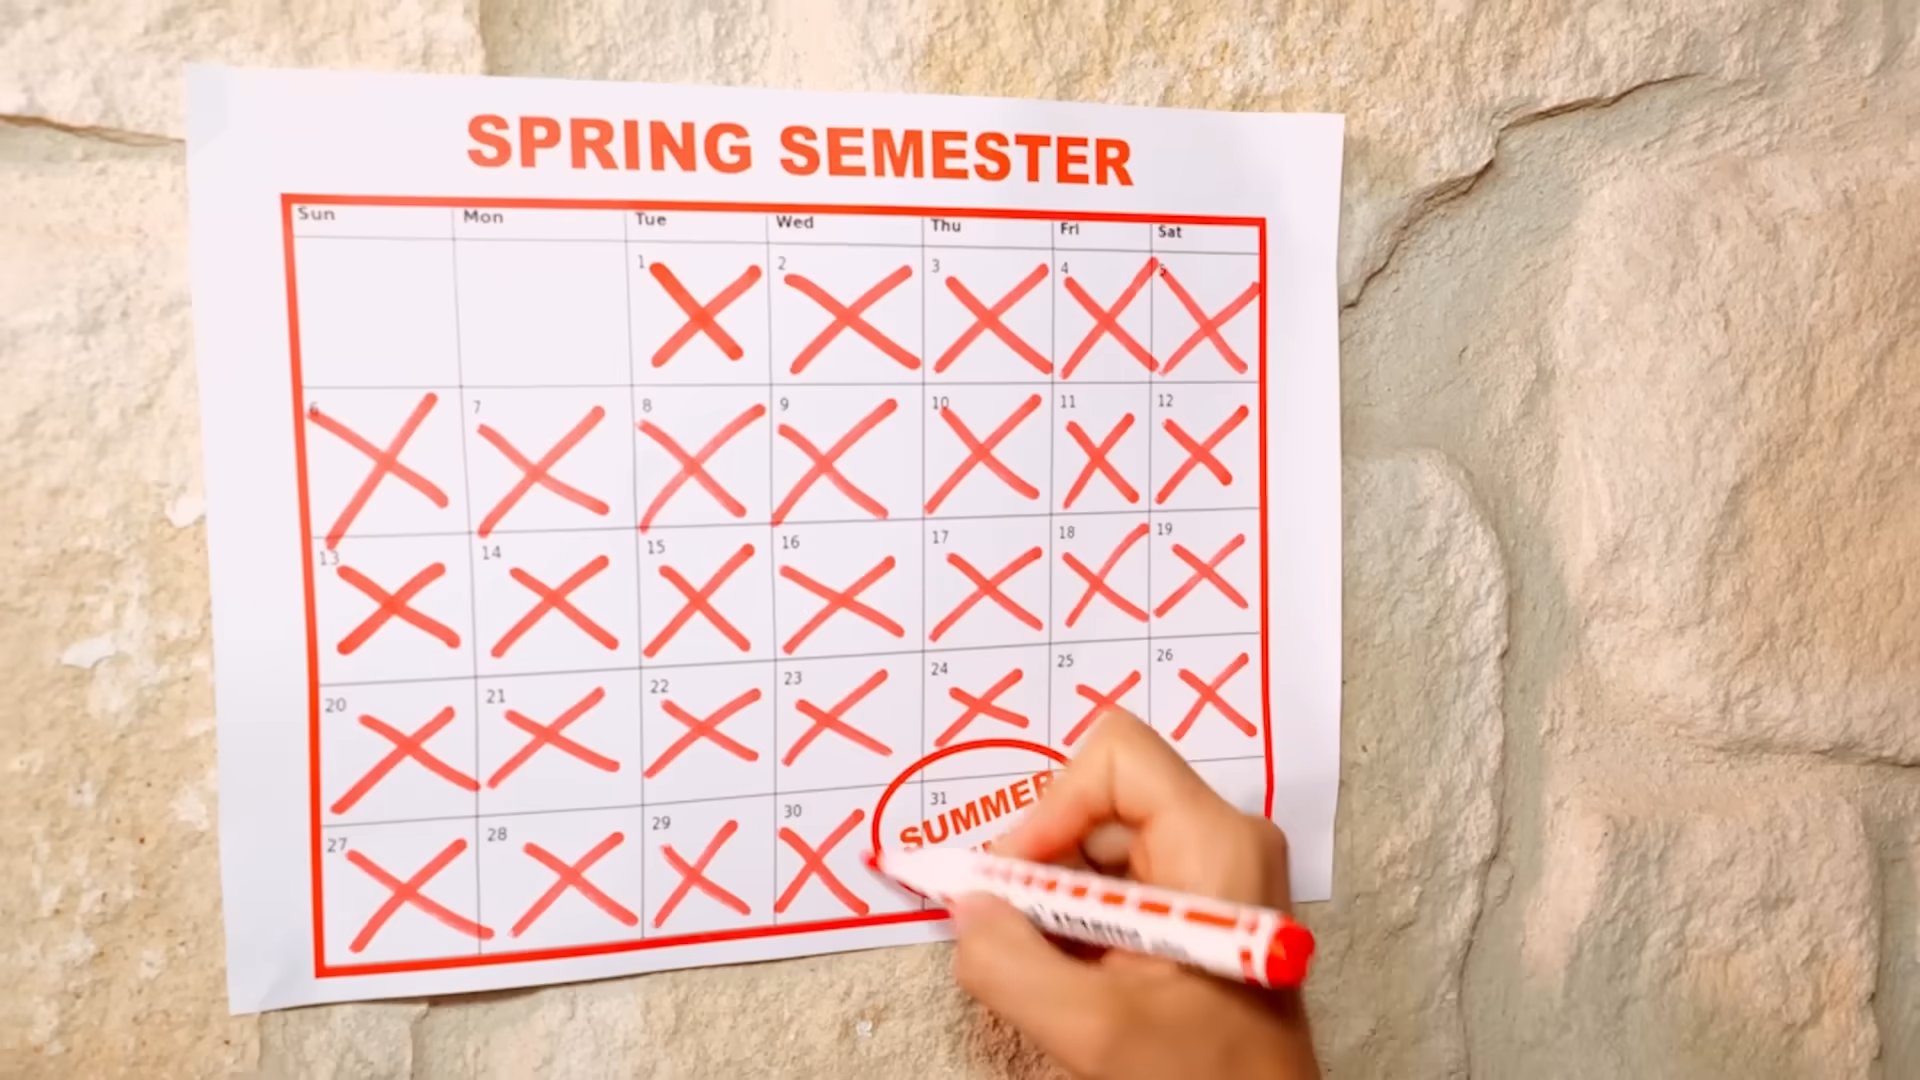 SPRING SEMESTER
Sun Mon Tue Wed Thu Fri Sat
1 2 3 4 5
6 7 8 9 10 11 12
13 14 15 16 17 18 19
20 21 22 23 24 25 26
27 28 29 30 31
SUMMER